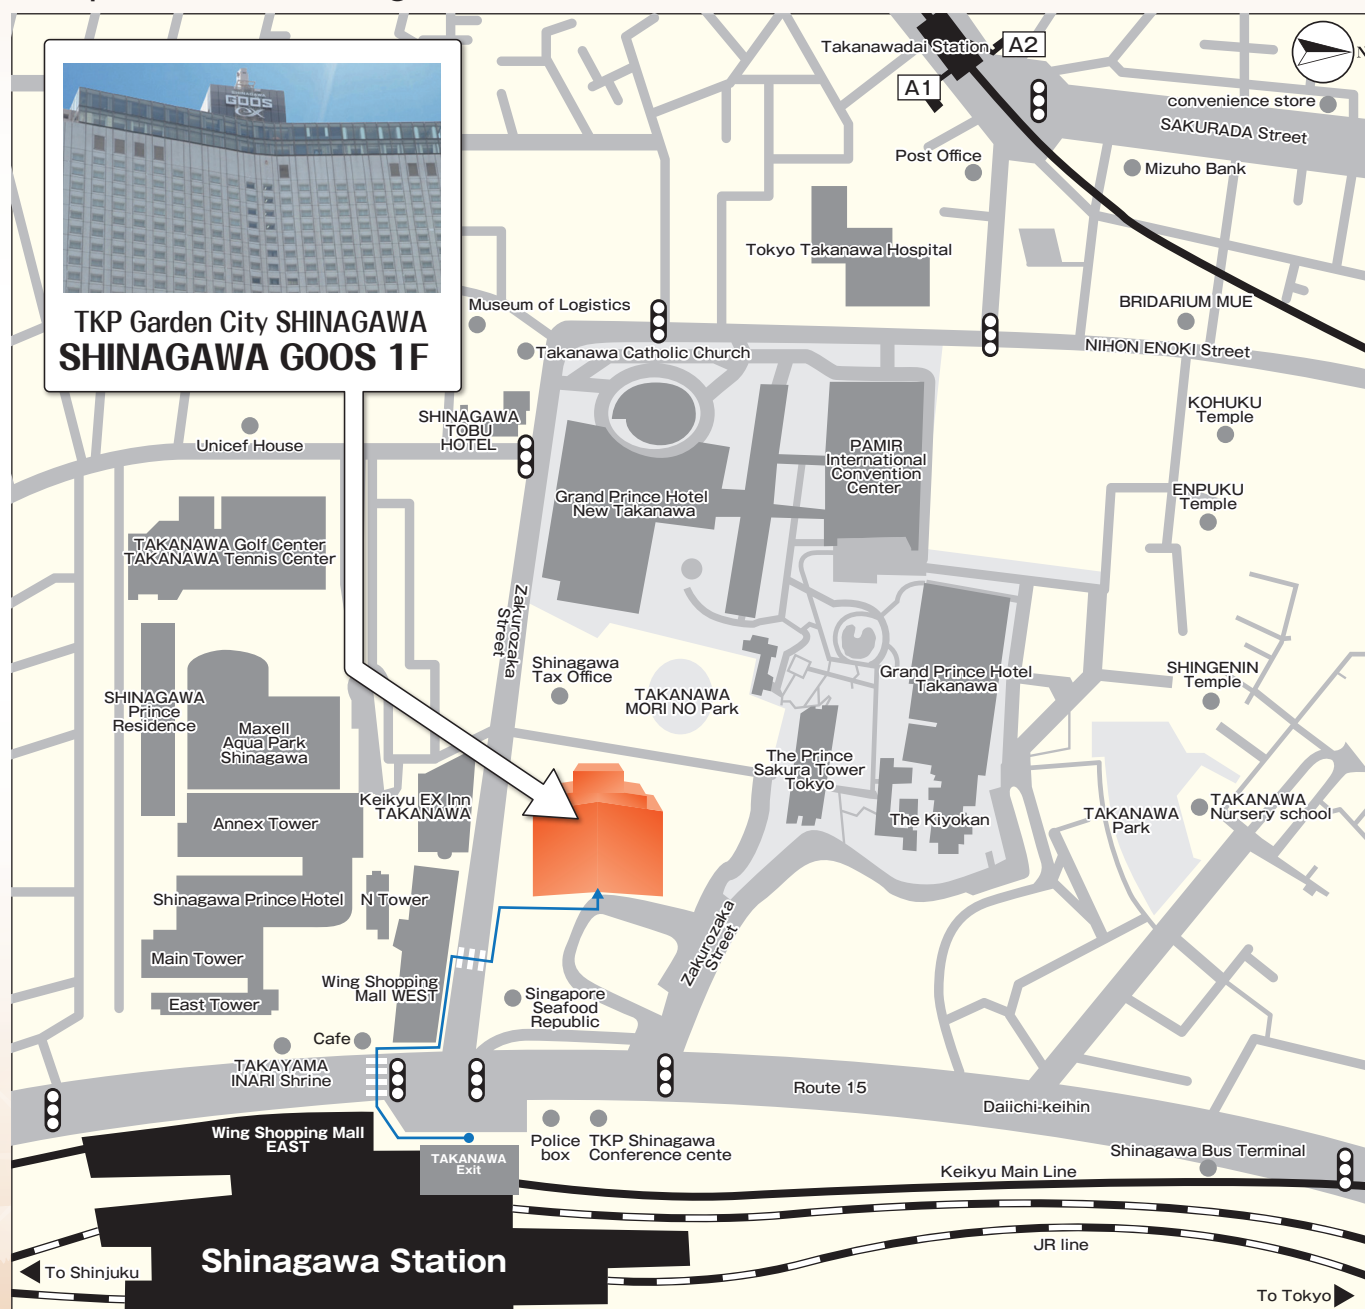 Takanawadai Station
A2
A1
N
convenience store
SAKURADA Street
GOOS
TKP Garden City SHINAGAWA
SHINAGAWA GOOS 1F
Post Office
Mizuho Bank
Tokyo Takanawa Hospital
Museum of Logistics
BRIDARIUM MUE
Takanawa Catholic Church
NIHON ENOKI Street
SHINAGAWA
TOBU
HOTEL
KOHUKU
Temple
Unicef House
PAMIR
International
Convention
Center
Grand Prince Hotel
New Takanawa
ENPUKU
Temple
TAKANAWA Golf Center
TAKANAWA Tennis Center
Zakurozaka
Street
Shinagawa
Tax Office
TAKANAWA
MORI NO Park
Grand Prince Hotel
Takanawa
SHINGENIN
Temple
SHINAGAWA
Prince
Residence
Maxell
Aqua Park
Shinagawa
The Prince
Sakura Tower
Tokyo
Keikyu EX Inn
TAKANAWA
Annex Tower
The Kiyokan
TAKANAWA
Park
TAKANAWA
Nursery school
Shinagawa Prince Hotel
N Tower
Zakurozaka
Street
Main Tower
Wing Shopping
Mall WEST
East Tower
Singapore
Seafood
Republic
Cafe
TAKAYAMA
INARI Shrine
Route 15
Daiichi-keihin
Wing Shopping Mall
EAST
TAKANAWA
Exit
Police
box
TKP Shinagawa
Conference cente
Shinagawa Bus Terminal
Keikyu Main Line
Shinagawa Station
JR line
To Shinjuku
To Tokyo